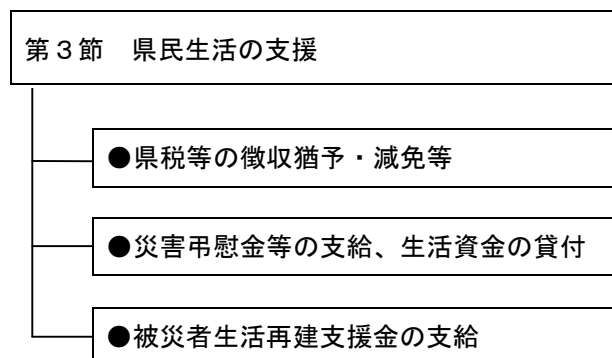 第３節　県民生活の支援
●県税等の徴収猶予・減免等
●災害弔慰金等の支給、生活資金の貸付
●被災者生活再建支援金の支給